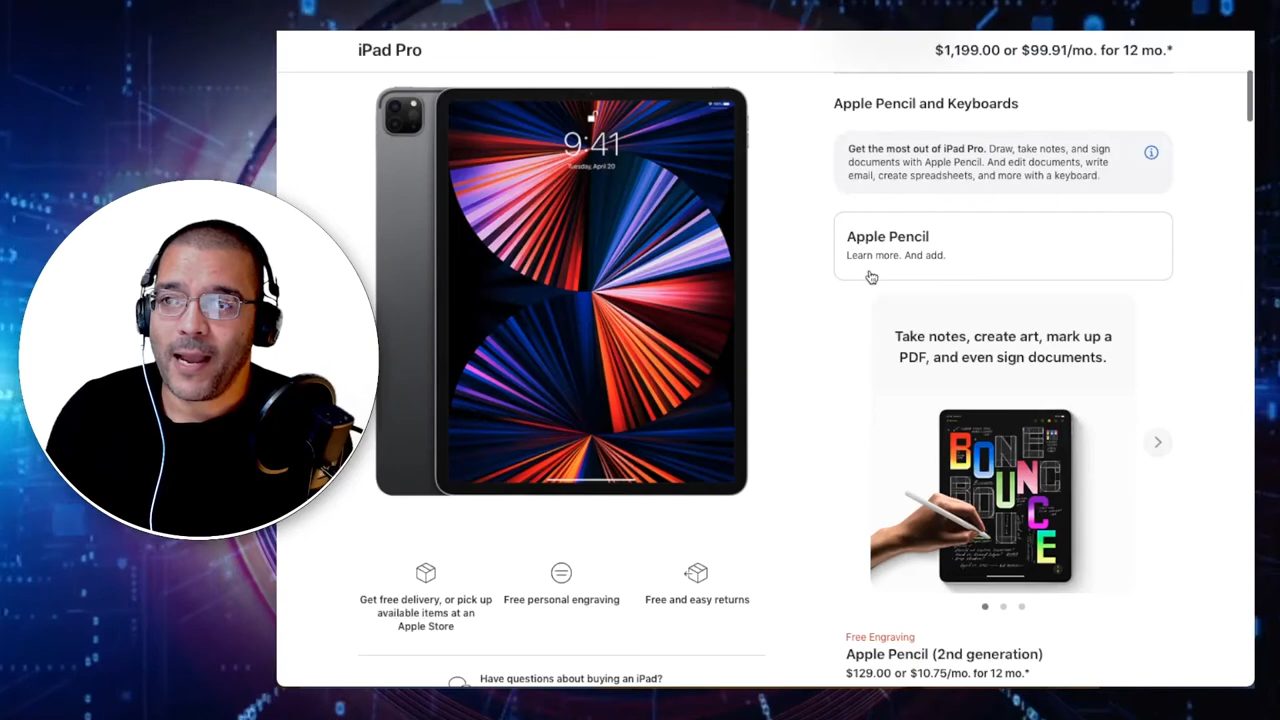 iPad Pro
$1,199.00 or $99.91/mo. for 12 mo.*
9:41
Tuesday, April 20
Apple Pencil and Keyboards
Get the most out of iPad Pro. Draw, take notes, and sign
documents with Apple Pencil. And edit documents, write
email, create spreadsheets, and more with a keyboard.
Apple Pencil
Learn more. And add.
Take notes, create art, mark up a
PDF, and even sign documents.
BONE
BOUNCE
Get free delivery, or pick up
available items at an
Apple Store
Free personal engraving
Free and easy returns
Free Engraving
Apple Pencil (2nd generation)
$129.00 or $10.75/mo. for 12 mo.*
Have questions about buying an iPad?